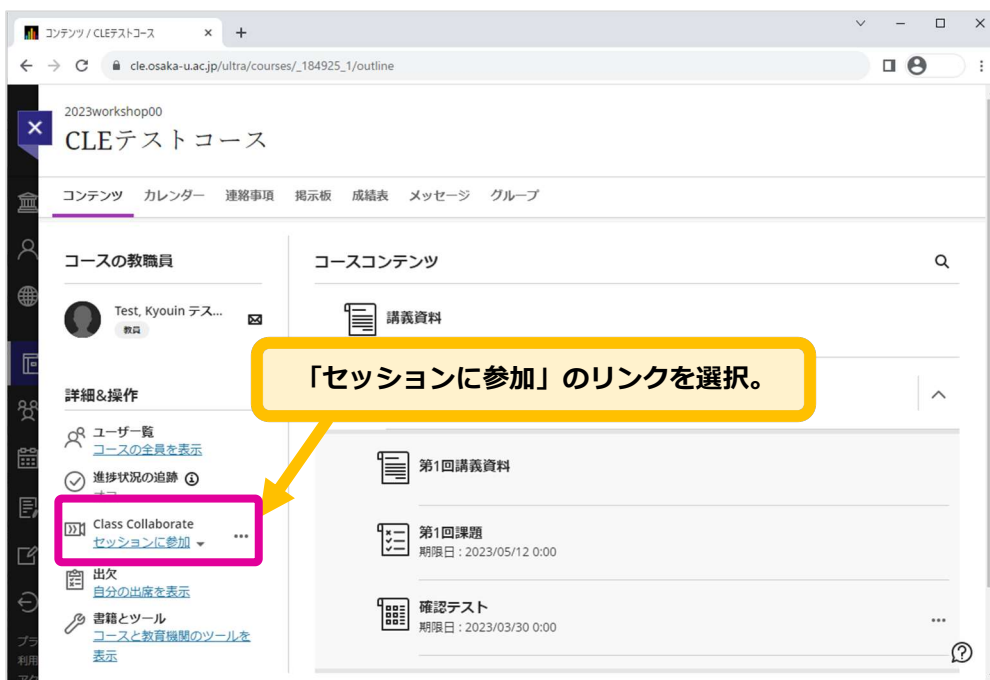 コンテンツ / CLEテストコース
cle.osaka-u.ac.jp/ultra/courses/_184925_1/outline
2023workshop00
CLEテストコース
コンテンツ カレンダー 連絡事項 掲示板 成績表 メッセージ グループ
コースの教職員
Test, Kyouin テス...
教員
詳細&操作
ユーザ一覧
コースの全員を表示
進捗状況の追跡
Class Collaborate
セッションに参加
出欠
自分の出席を表示
書籍とツール
コースと教育機関のツールを
表示
コースコンテンツ
講義資料
「セッションに参加」のリンクを選択。
第1回講義資料
第1回課題
期限日 : 2023/05/12 0:00
確認テスト
期限日 : 2023/03/30 0:00
プラ
利用